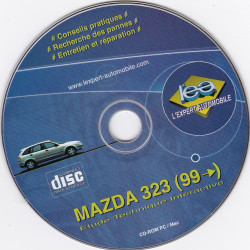 # Conseils pratiques #
# Recherche des pannes #
# Entretien et réparation #
www.lexpert-automobile.com
lea
L'EXPERT AUTOMOBILE
disc
MAZDA 323 (99→)
Etude Technique Interactive
CD-ROM PC / Mac